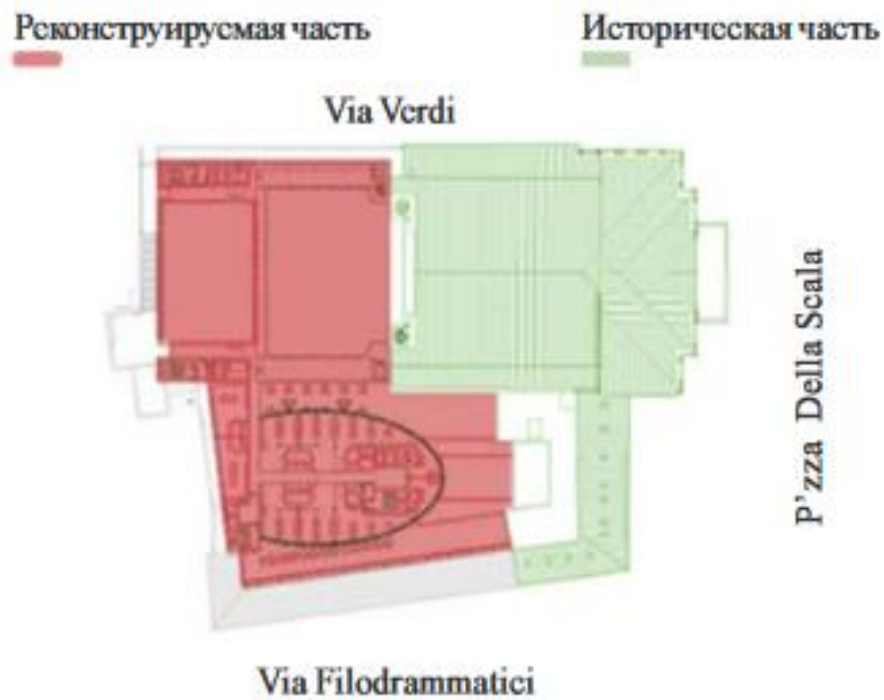 Реконструируемая часть
Историческая часть
Via Verdi
P'zza Della Scala
Via Filodrammatici